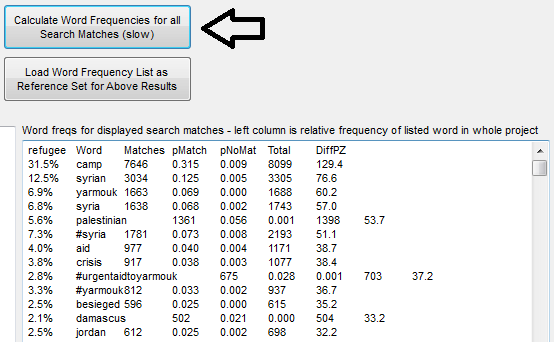 Calculate Word Frequencies for all
Search Matches (slow)
Load Word Frequency List as
Reference Set for Above Results
Word freqs for displayed search matches - left column is relative frequency of listed word in whole project
refugee Word Matches pMatch pNoMat Total DiffPZ
31.5% camp 7646 0.315 0.009 8099 129.4
12.5% syrian 3034 0.125 0.005 3305 76.6
6.9% yarmouk 1663 0.069 0.000 1688 60.2
6.8% syria 1638 0.068 0.002 1743 57.0
5.6% palestinian 1361 0.056 0.001 1398 53.7
7.3% #syria 1781 0.073 0.008 2193 51.1
4.0% aid 977 0.040 0.004 1171 38.7
3.8% crisis 917 0.038 0.003 1077 38.4
2.8% #urgentaidtoyarmouk 675 0.028 0.001 703 37.2
3.3% #yarmouk 812 0.033 0.002 937 36.7
2.5% besieged 596 0.025 0.000 615 35.2
2.1% damascus 502 0.021 0.000 504 33.2
2.5% jordan 612 0.025 0.002 698 32.2